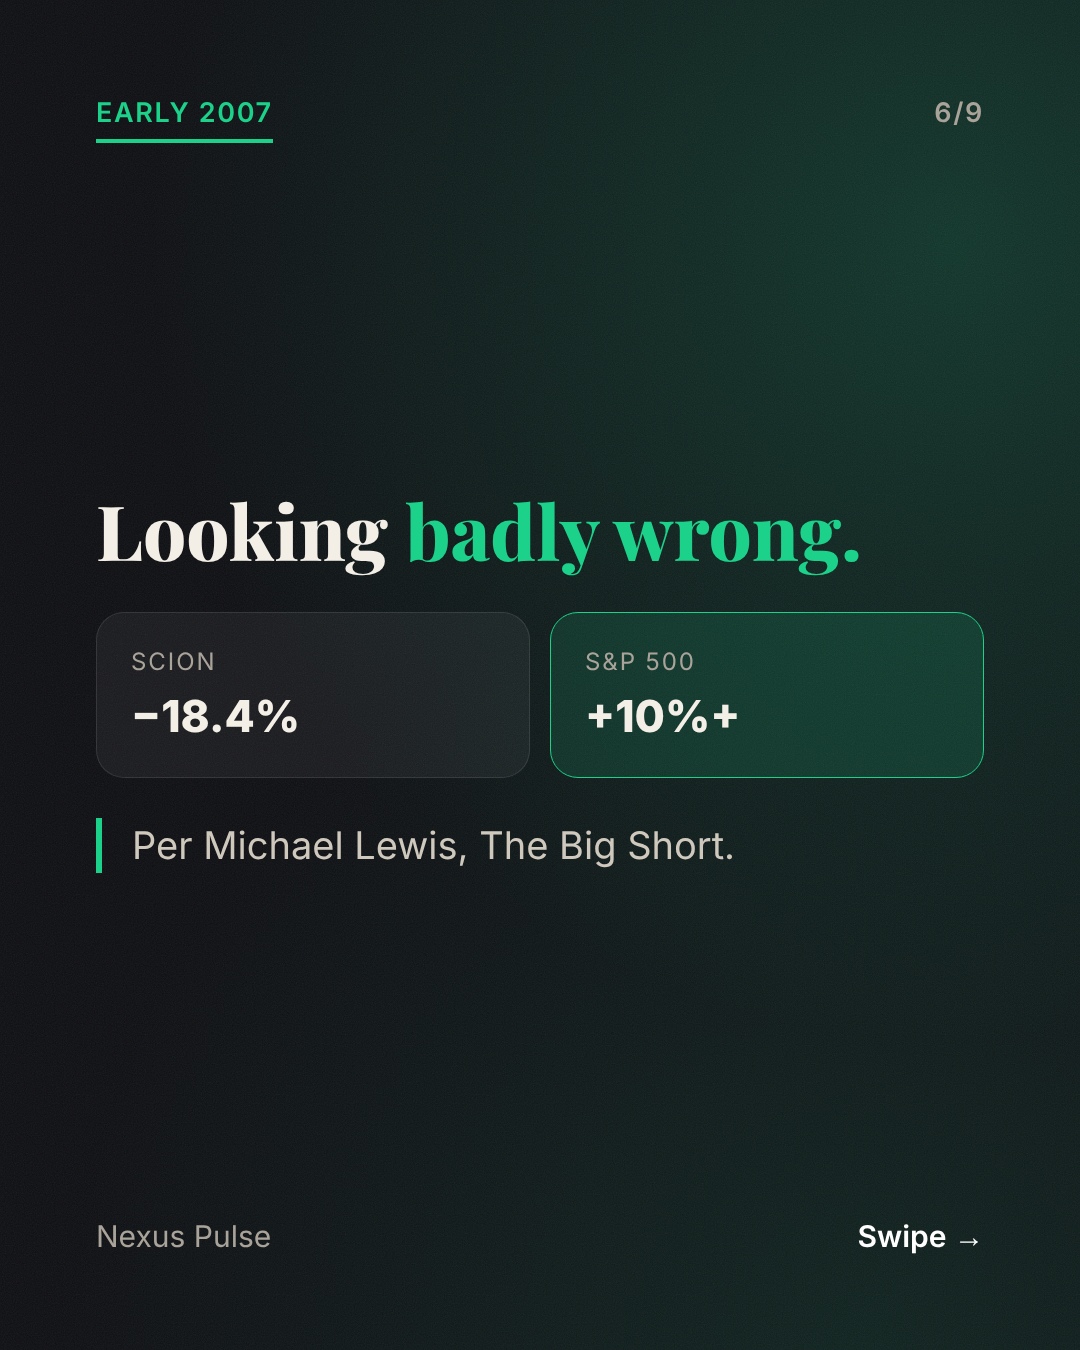 EARLY 2007
6/9
Looking badly wrong.
SCION
−18.4%
S&P 500
+10%+
Per Michael Lewis, The Big Short.
Nexus Pulse
Swipe →